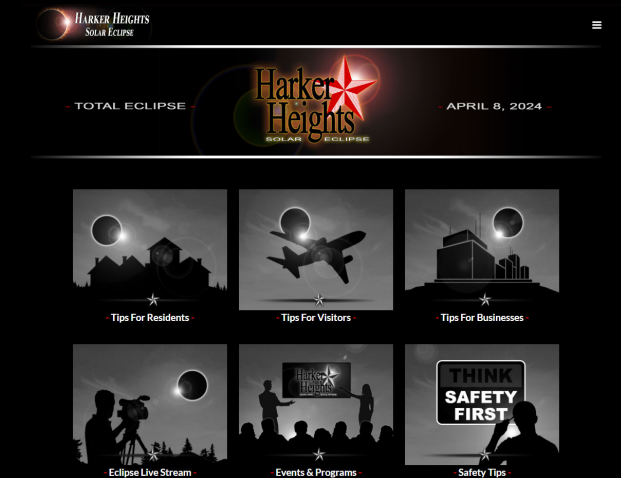 HARKER HEIGHTS
SOLAR ECLIPSE
- TOTAL ECLIPSE -
Harker
Heights
SOLAR ECLIPSE
- APRIL 8, 2024 -
- Tips For Residents -
- Tips For Visitors -
- Tips For Businesses -
Harker
Heights
THINK
SAFETY
FIRST
- Eclipse Live Stream -
- Events & Programs -
- Safety Tips -